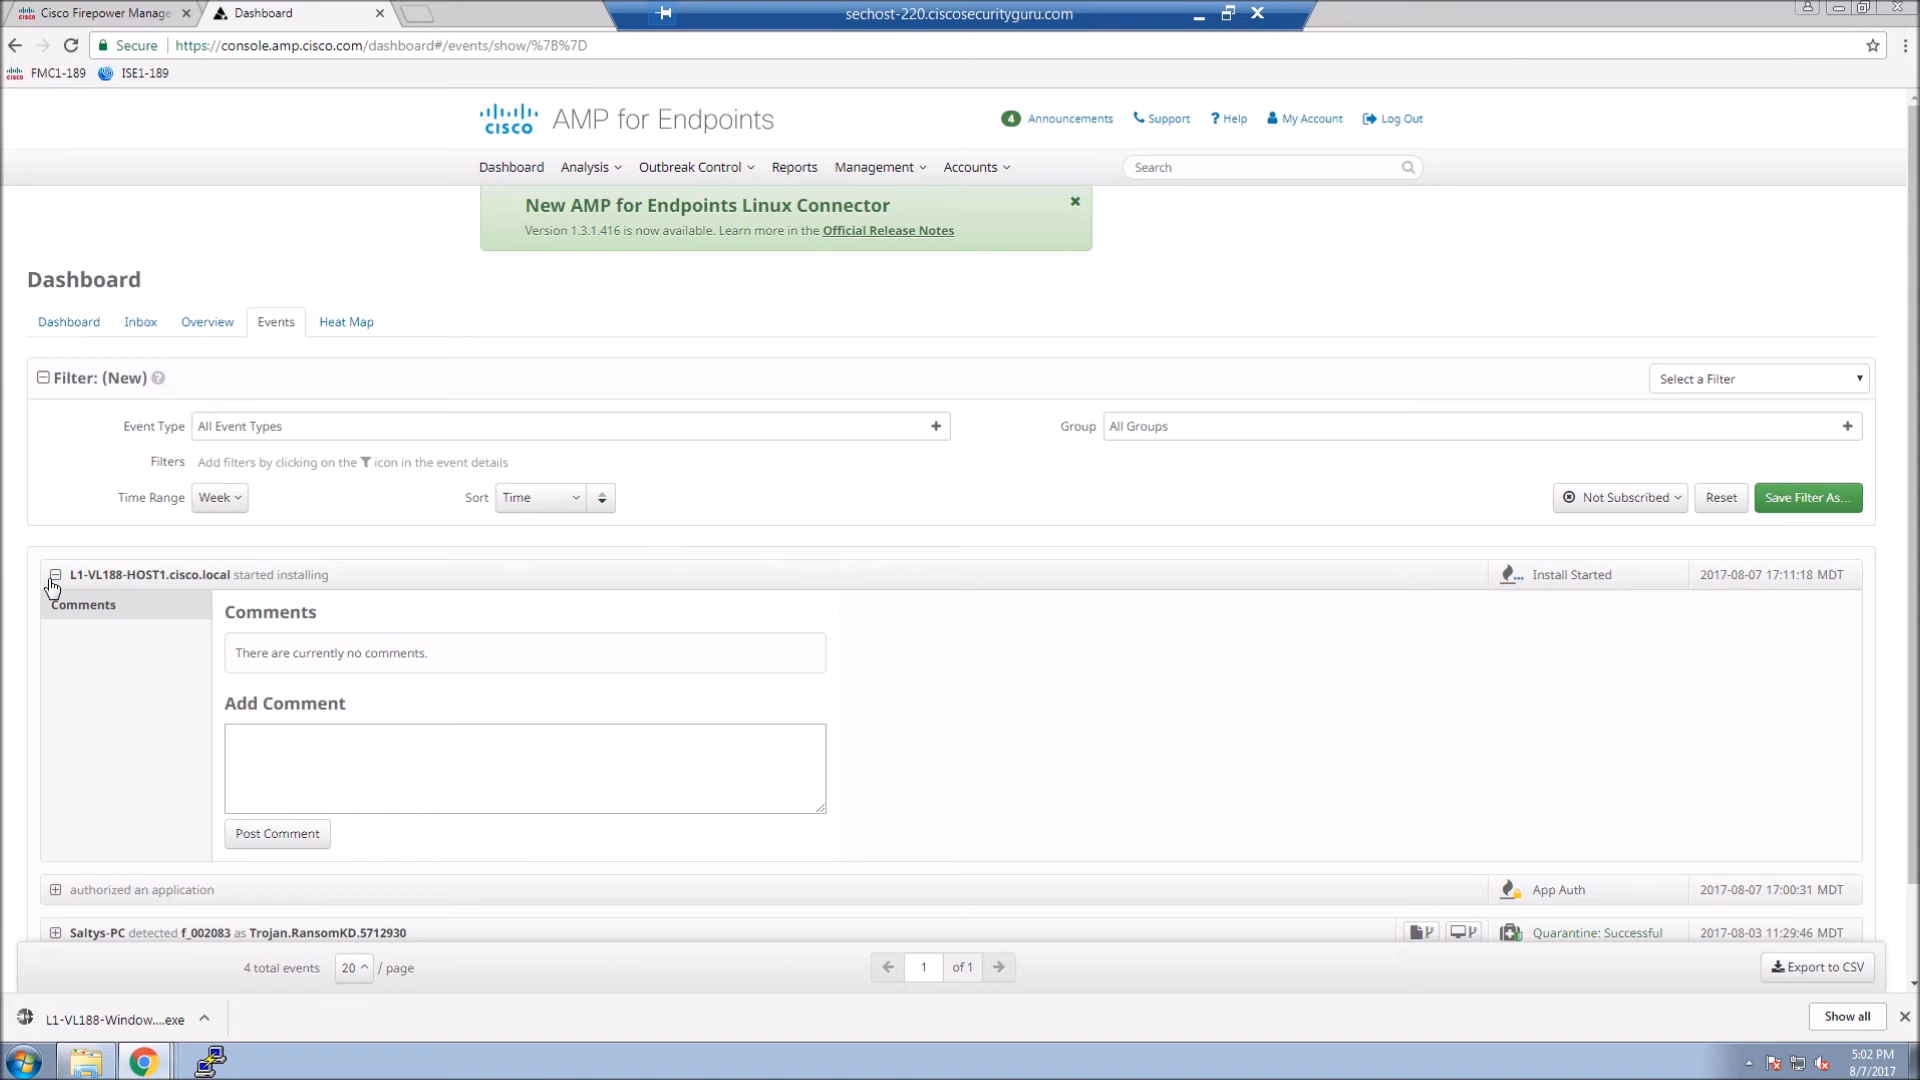 Cisco Firepower Manage
Dashboard
sechost-220.ciscosecurityguru.com
Secure
https://console.amp.cisco.com/dashboard#/events/show/%7B%7D
FMC1-189
ISE1-189
CISCO
AMP for Endpoints
4 Announcements
Support
? Help
My Account
Log Out
Dashboard
Analysis
Outbreak Control
Reports
Management
Accounts
Search
New AMP for Endpoints Linux Connector
Version 1.3.1.416 is now available. Learn more in the Official Release Notes
Dashboard
Dashboard
Inbox
Overview
Events
Heat Map
Filter: (New)
Select a Filter
Event Type
All Event Types
Group
All Groups
Filters
Add filters by clicking on the icon in the event details
Time Range
Week
Sort
Time
Not Subscribed
Reset
Save Filter As...
L1-VL188-HOST1.cisco.local started installing
Install Started
2017-08-07 17:11:18 MDT
Comments
Comments
There are currently no comments.
Add Comment
Post Comment
authorized an application
App Auth
2017-08-07 17:00:31 MDT
Saltys-PC detected f_002083 as Trojan.RansomKD.5712930
Quarantine: Successful
2017-08-03 11:29:46 MDT
4 total events
20
/ page
1
of 1
Export to CSV
L1-VL188-Window....exe
Show all
5:02 PM
8/7/2017